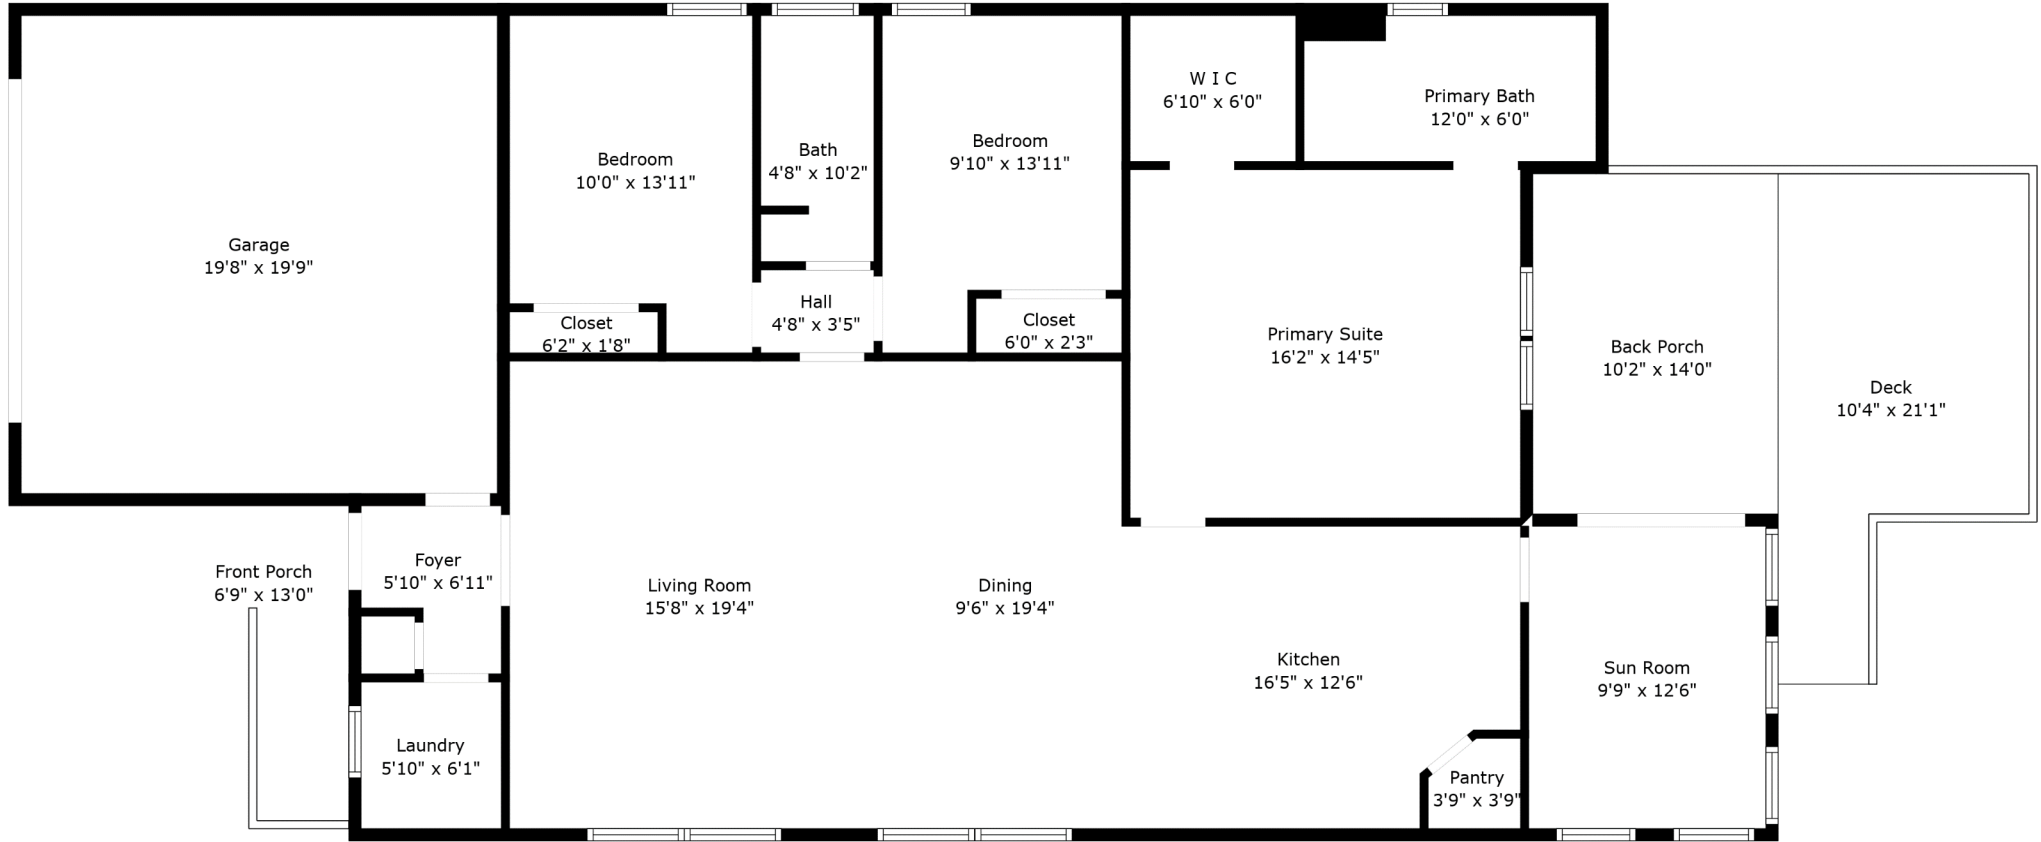 W I C
6'10" x 6'0"
Primary Bath
12'0" x 6'0"
Bedroom
9'10" x 13'11"
Bath
4'8" x 10'2"
Bedroom
10'0" x 13'11"
Garage
19'8" x 19'9"
Hall
4'8" x 3'5"
Closet
6'2" x 1'8"
Closet
6'0" x 2'3"
Primary Suite
16'2" x 14'5"
Back Porch
10'2" x 14'0"
Deck
10'4" x 21'1"
Front Porch
6'9" x 13'0"
Foyer
5'10" x 6'11"
Living Room
15'8" x 19'4"
Dining
9'6" x 19'4"
Kitchen
16'5" x 12'6"
Sun Room
9'9" x 12'6"
Laundry
5'10" x 6'1"
Pantry
3'9" x 3'9"